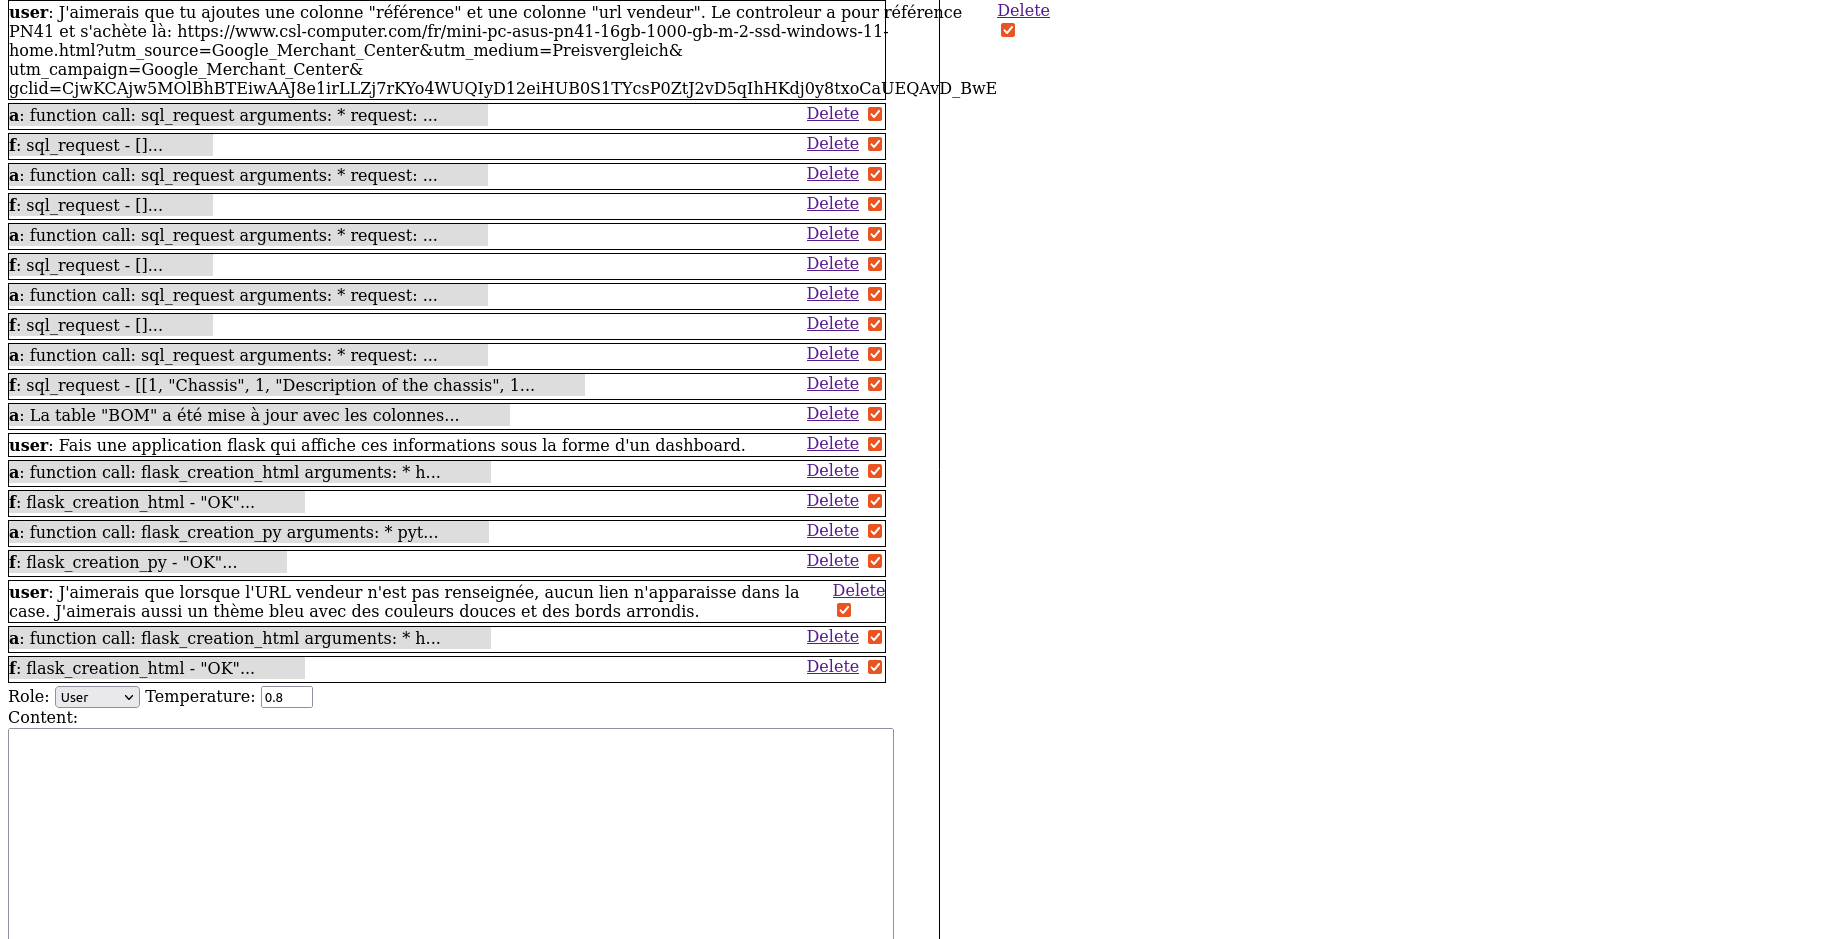 user: J'aimerais que tu ajoutes une colonne "référence" et une colonne "url vendeur". Le controleur a pour référence Delete
PN41 et s'achète là: https://www.csl-computer.com/fr/mini-pc-asus-pn41-16gb-1000-gb-m-2-ssd-windows-11-
home.html?utm_source=Google_Merchant_Center&utm_medium=Preisvergleich&
utm_campaign=Google_Merchant_Center&
gclid=CjwKCAjw5MOlBhBTEiwAAJ8e1irLLZj7rKYo4WUQIyD12eiHUB0S1TYcsP0ZtJ2vD5qIhHKdj0y8txoCaUEQAvD_BwE
a: function call: sql_request arguments: * request: ... Delete
f: sql_request - []... Delete
a: function call: sql_request arguments: * request: ... Delete
f: sql_request - []... Delete
a: function call: sql_request arguments: * request: ... Delete
f: sql_request - []... Delete
a: function call: sql_request arguments: * request: ... Delete
f: sql_request - []... Delete
a: function call: sql_request arguments: * request: ... Delete
f: sql_request - [[1, "Chassis", 1, "Description of the chassis", 1... Delete
a: La table "BOM" a été mise à jour avec les colonnes... Delete
user: Fais une application flask qui affiche ces informations sous la forme d'un dashboard. Delete
a: function call: flask_creation_html arguments: * h... Delete
f: flask_creation_html - "OK"... Delete
a: function call: flask_creation_py arguments: * pyt... Delete
f: flask_creation_py - "OK"... Delete
user: J'aimerais que lorsque l'URL vendeur n'est pas renseignée, aucun lien n'apparaisse dans la Delete
case. J'aimerais aussi un thème bleu avec des couleurs douces et des bords arrondis.
a: function call: flask_creation_html arguments: * h... Delete
f: flask_creation_html - "OK"... Delete
Role: User Temperature: 0.8
Content: